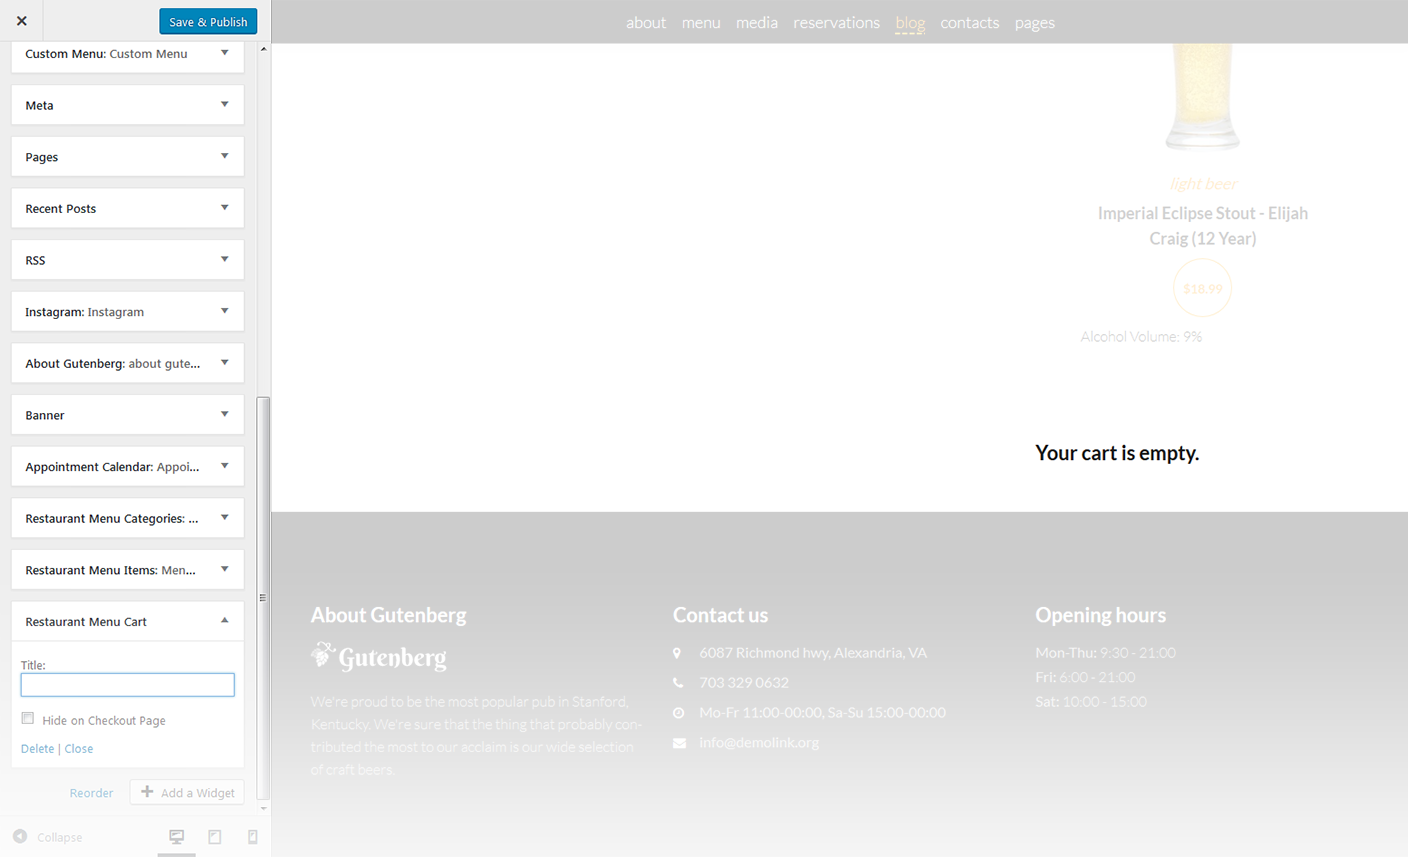 Save & Publish
Custom Menu: Custom Menu
Meta
Pages
Recent Posts
RSS
Instagram: Instagram
About Gutenberg: about gute...
Banner
Appointment Calendar: Appoi...
Restaurant Menu Categories: ...
Restaurant Menu Items: Men...
Restaurant Menu Cart
Title:
Hide on Checkout Page
Delete | Close
Reorder
Add a Widget
Collapse
about menu media reservations blog contacts pages
light beer
Imperial Eclipse Stout - Elijah
Craig (12 Year)
$18.99
Alcohol Volume: 9%
Your cart is empty.
About Gutenberg
Gutenberg
We're proud to be the most popular pub in Stanford,
Kentucky. We're sure that the thing that probably con-
tributed the most to our acclaim is our wide selection
of craft beers.
Contact us
6087 Richmond hwy, Alexandria, VA
703 329 0632
Mo-Fr 11:00-00:00, Sa-Su 15:00-00:00
info@demolink.org
Opening hours
Mon-Thu: 9:30 - 21:00
Fri: 6:00 - 21:00
Sat: 10:00 - 15:00